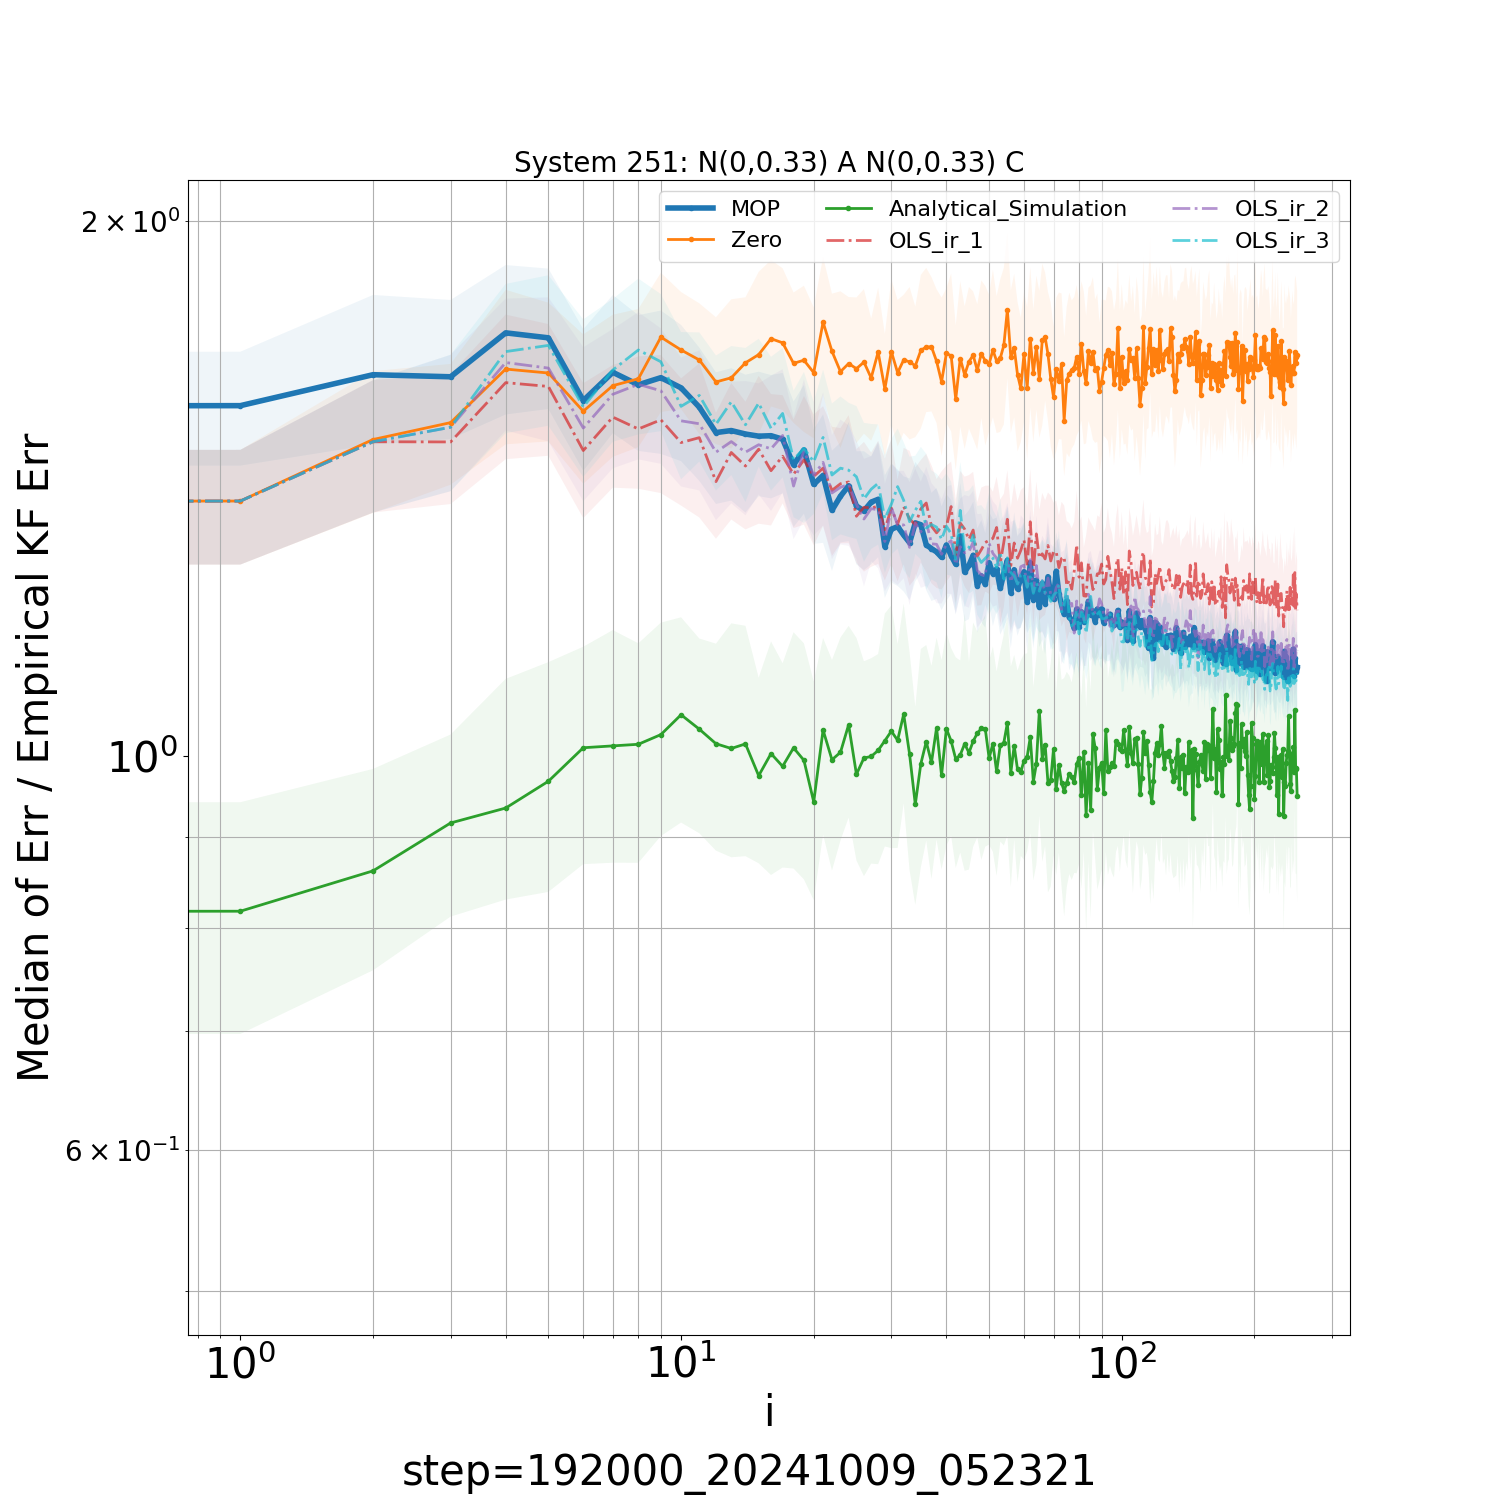 System 251: N(0,0.33) A N(0,0.33) C
MOP
Zero
Analytical_Simulation
OLS_ir_1
OLS_ir_2
OLS_ir_3
2 × 10⁰
10⁰
6 × 10⁻¹
Median of Err / Empirical KF Err
10⁰ 10¹ 10²
i
step=192000_20241009_052321